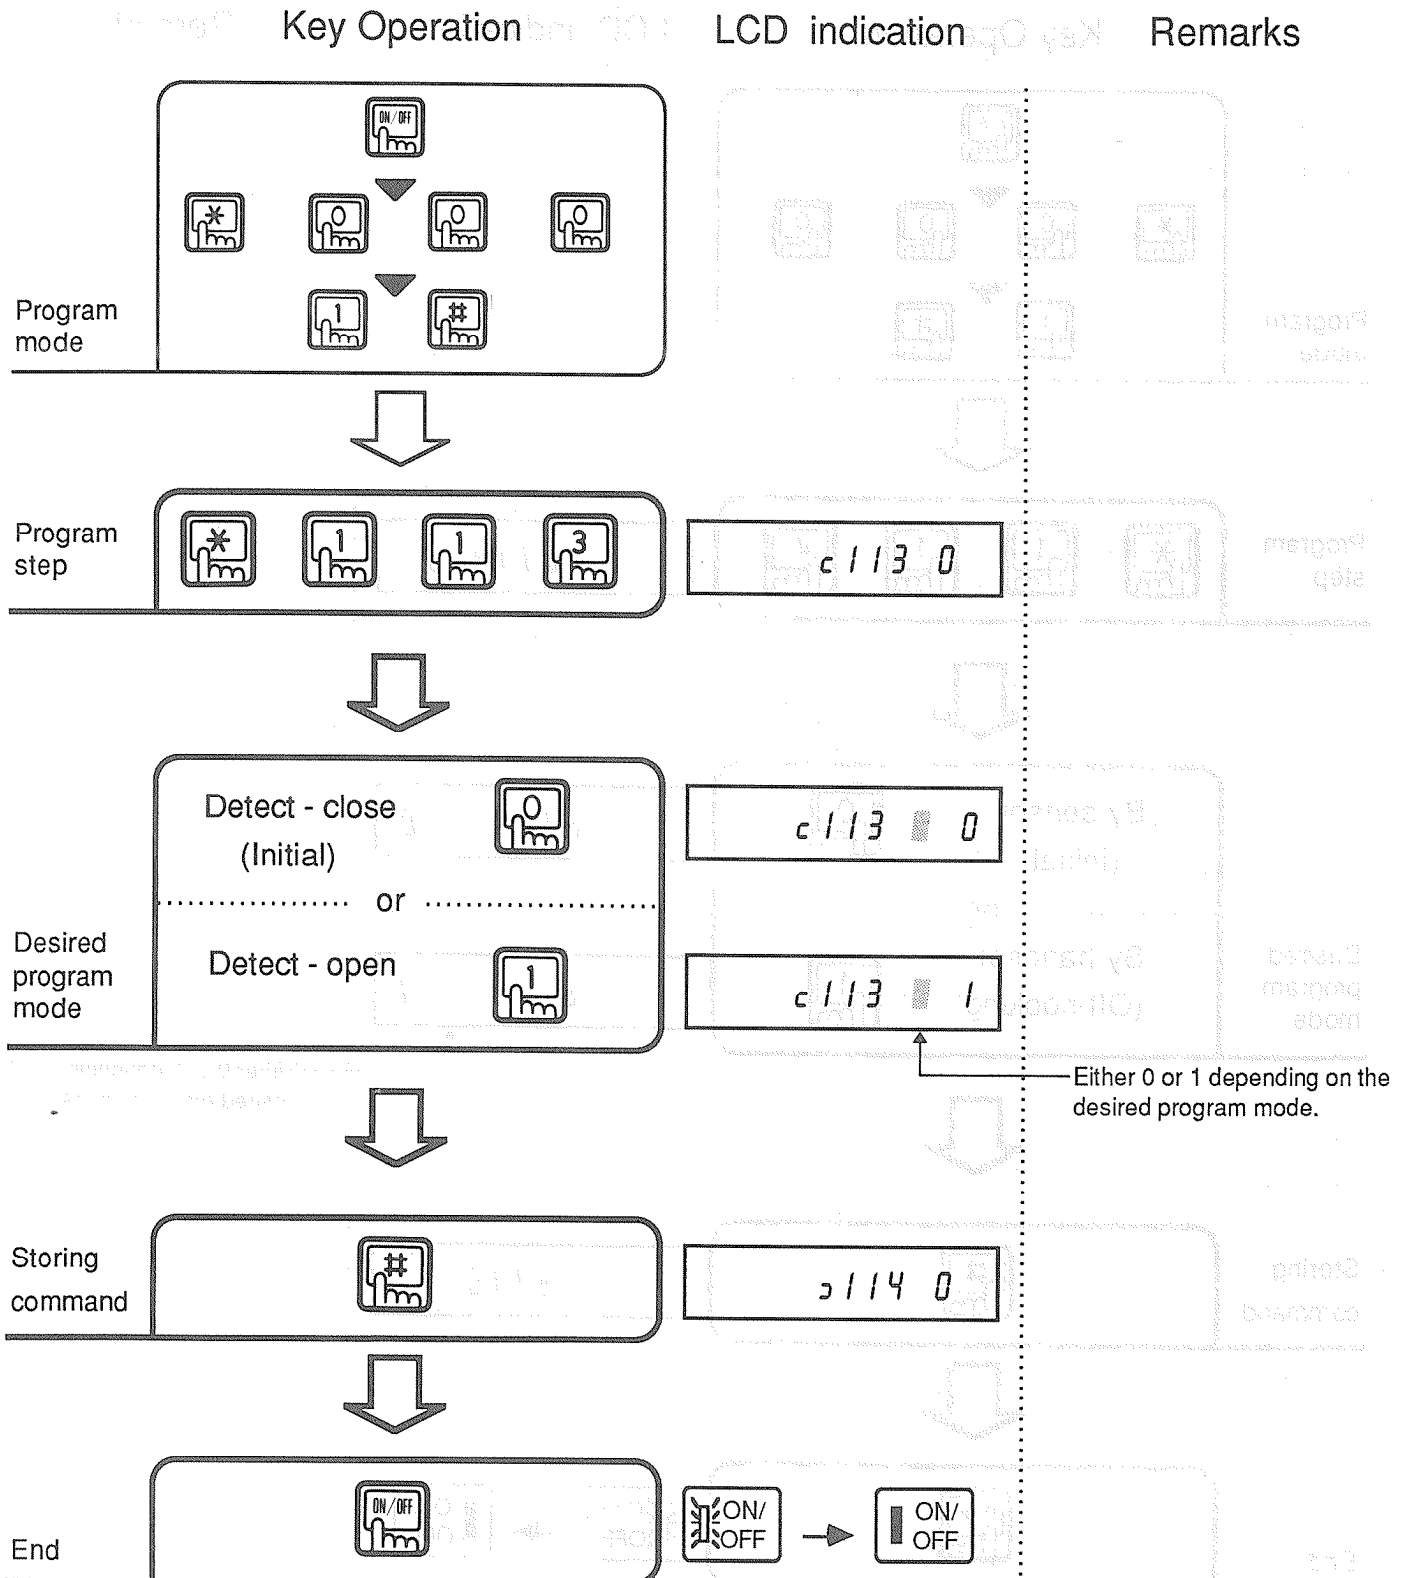 Key Operation LCD indication Remarks
ON/OFF
* 0 0 0
Program
mode
1 #
Program
step
* 1 1 3
c113 0
Detect - close
(Initial)
0
c113 0
or
Desired
program
mode
Detect - open
1
c113 1
Either 0 or 1 depending on the
desired program mode.
Storing
command
#
ɔ114 0
End
ON/OFF
ON/
OFF
ON/
OFF